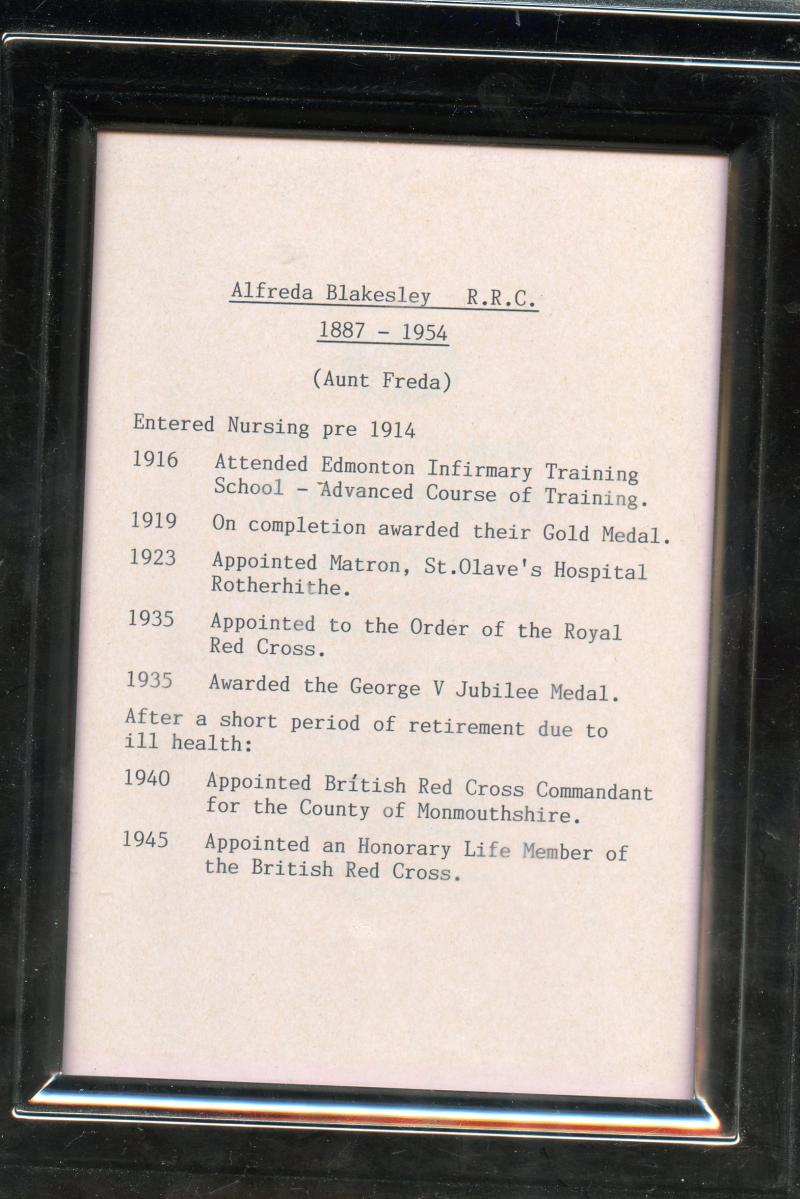 Alfreda Blakesley R.R.C.
1887 - 1954
(Aunt Freda)
Entered Nursing pre 1914
1916 Attended Edmonton Infirmary Training
School - Advanced Course of Training.
1919 On completion awarded their Gold Medal.
1923 Appointed Matron, St.Olave's Hospital
Rotherhithe.
1935 Appointed to the Order of the Royal
Red Cross.
1935 Awarded the George V Jubilee Medal.
After a short period of retirement due to
ill health:
1940 Appointed British Red Cross Commandant
for the County of Monmouthshire.
1945 Appointed an Honorary Life Member of
the British Red Cross.